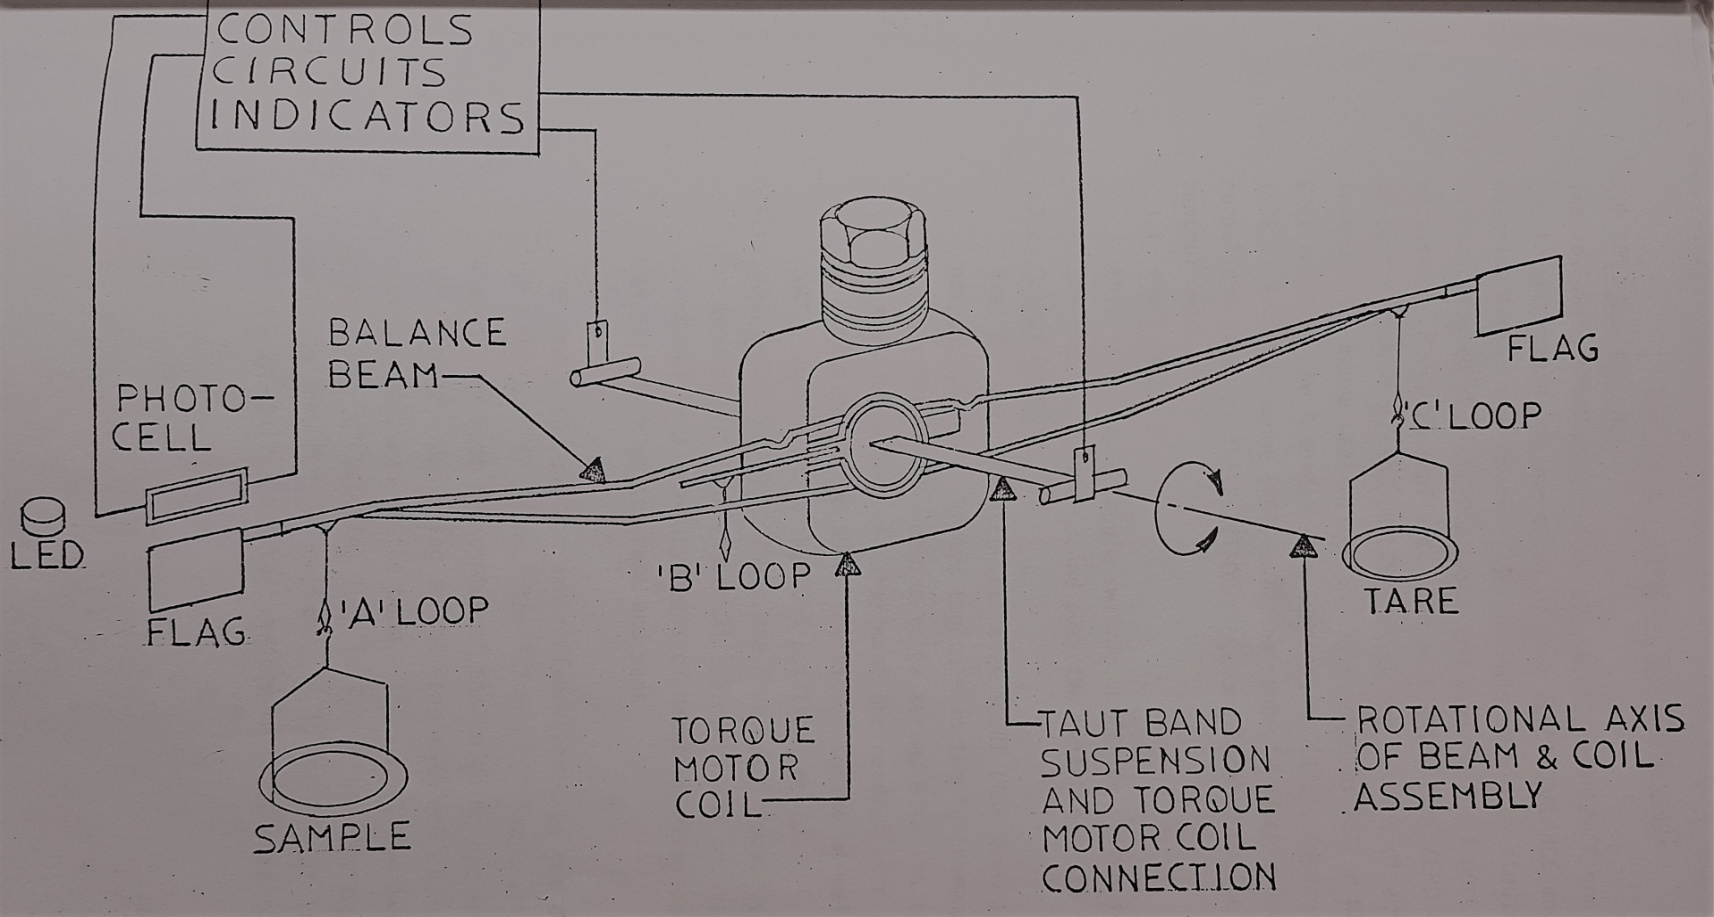 CONTROLS
CIRCUITS
INDICATORS
BALANCE
BEAM
PHOTO-
CELL
LED
FLAG
'A' LOOP
SAMPLE
'B' LOOP
TORQUE
MOTOR
COIL
FLAG
'C' LOOP
TARE
TAUT BAND
SUSPENSION
AND TORQUE
MOTOR COIL
CONNECTION
ROTATIONAL AXIS
OF BEAM & COIL
ASSEMBLY